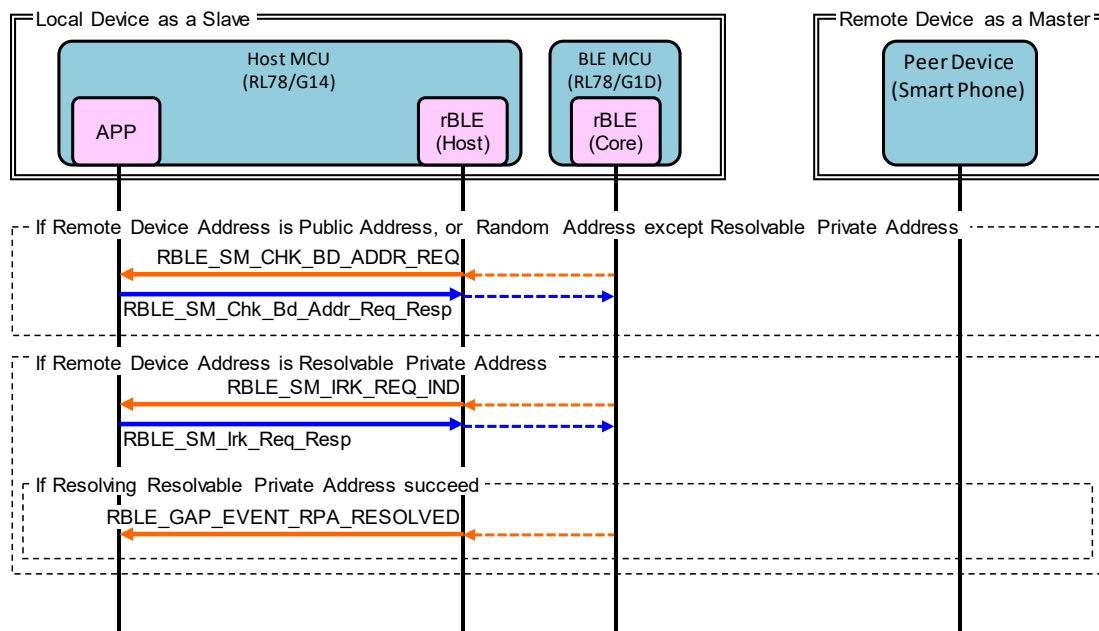 Local Device as a Slave
Remote Device as a Master
Host MCU
(RL78/G14)
BLE MCU
(RL78/G1D)
Peer Device
(Smart Phone)
APP
rBLE
(Host)
rBLE
(Core)
If Remote Device Address is Public Address, or Random Address except Resolvable Private Address
RBLE_SM_CHK_BD_ADDR_REQ
RBLE_SM_Chk_Bd_Addr_Req_Resp
If Remote Device Address is Resolvable Private Address
RBLE_SM_IRK_REQ_IND
RBLE_SM_Irk_Req_Resp
If Resolving Resolvable Private Address succeed
RBLE_GAP_EVENT_RPA_RESOLVED